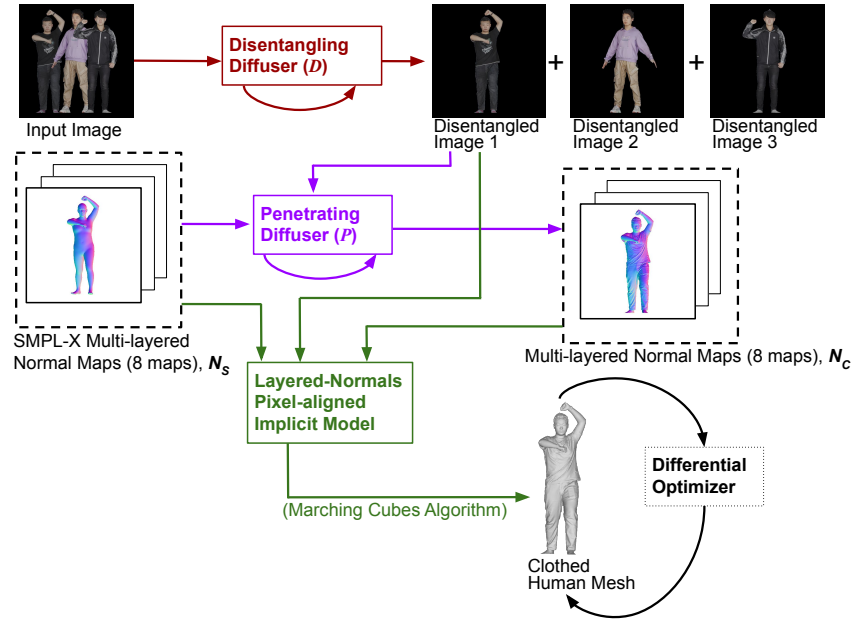 Disentangling
Diffuser (D)
+
+
Input Image
Disentangled
Image 1
Disentangled
Image 2
Disentangled
Image 3
Penetrating
Diffuser (P)
SMPL-X Multi-layered
Normal Maps (8 maps), N_S
Multi-layered Normal Maps (8 maps), N_C
Layered-Normals
Pixel-aligned
Implicit Model
Differential
Optimizer
(Marching Cubes Algorithm)
Clothed
Human Mesh